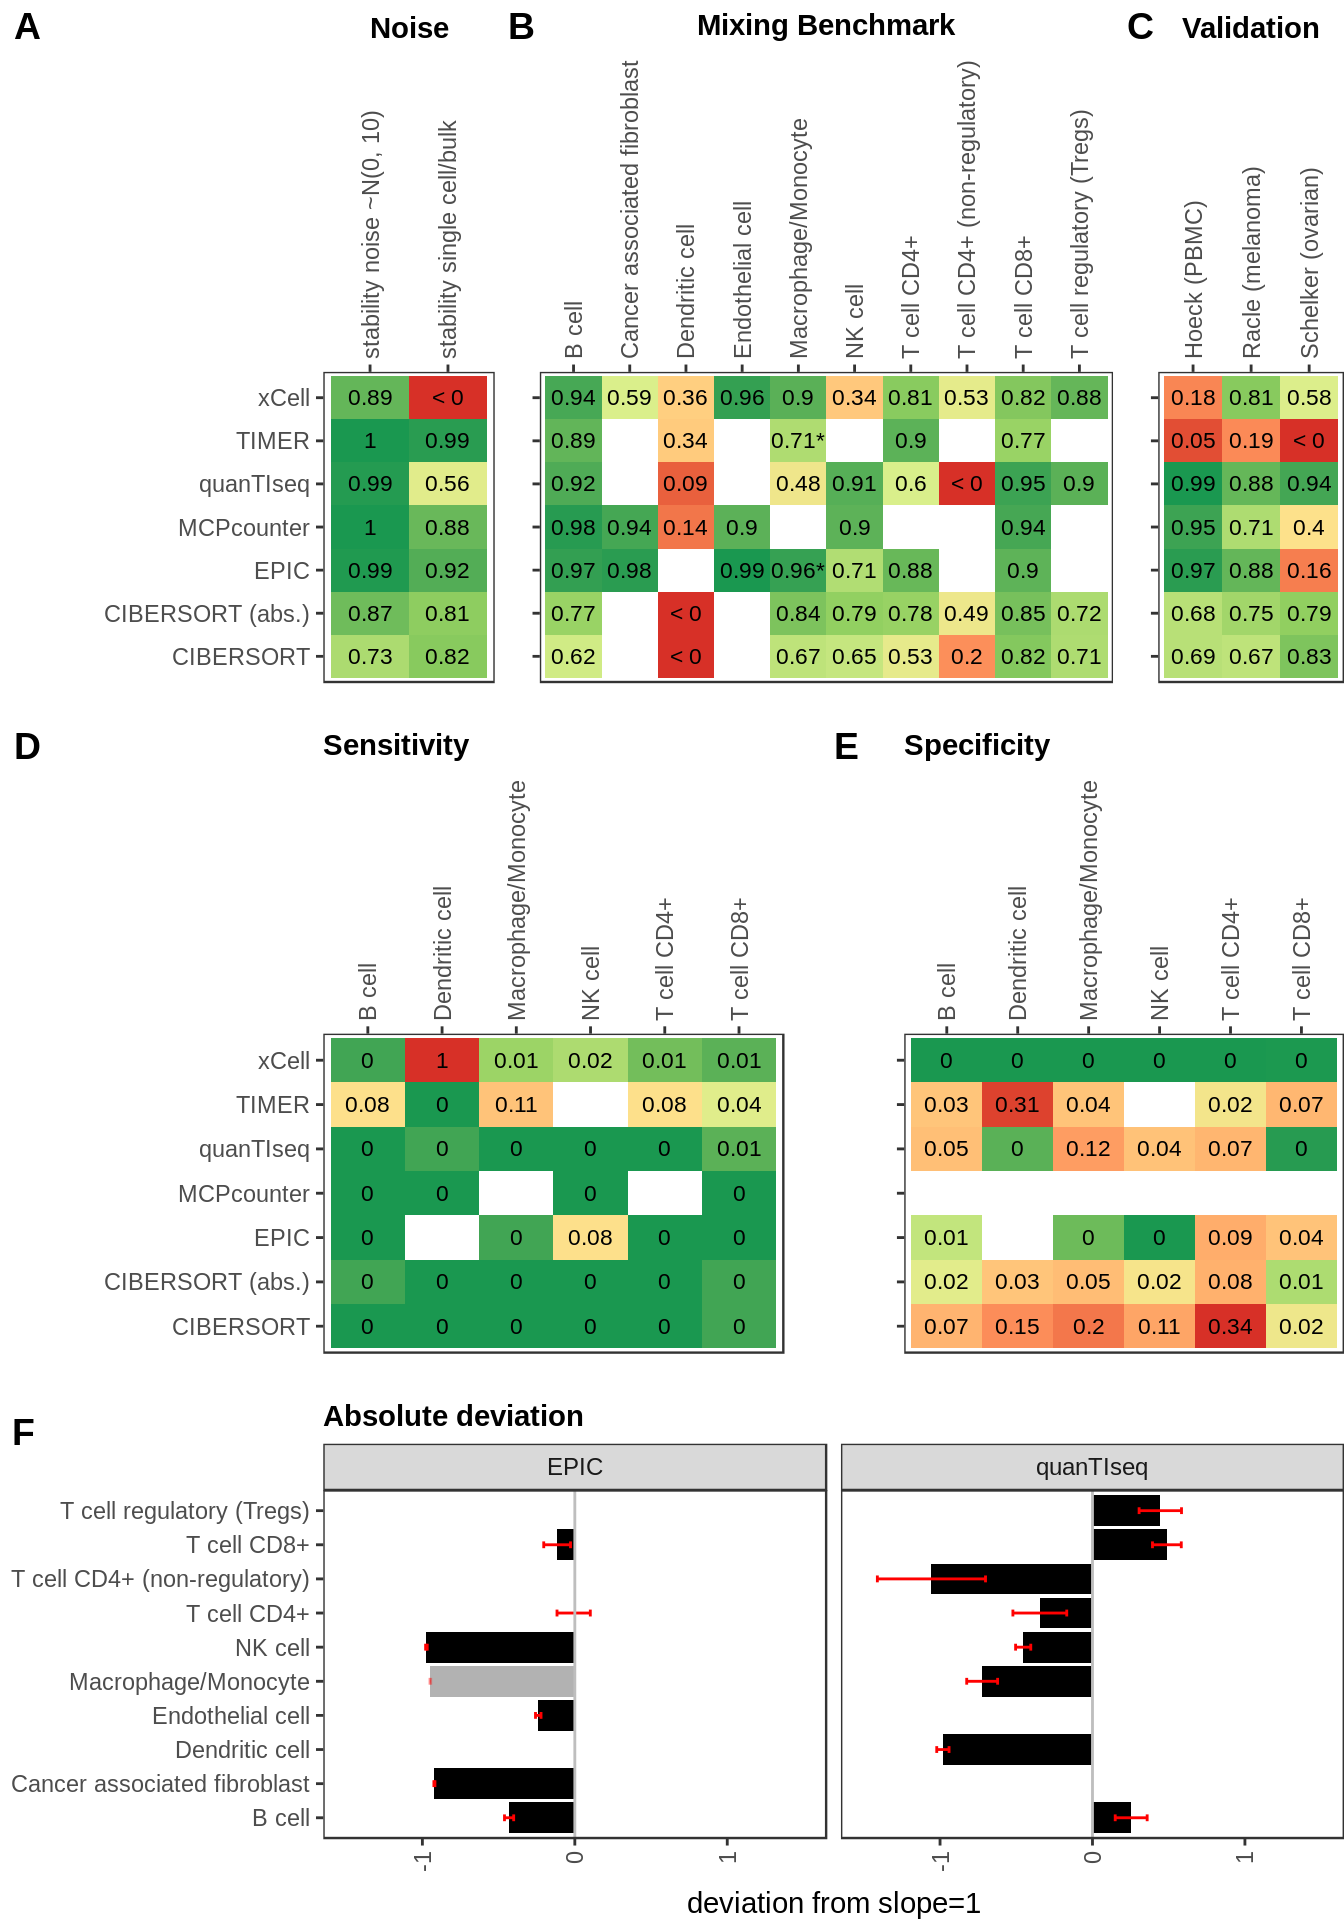 A
Noise
B
Mixing Benchmark
C
Validation
stability noise ~N(0, 10)
stability single cell/bulk
B cell
Cancer associated fibroblast
Dendritic cell
Endothelial cell
Macrophage/Monocyte
NK cell
T cell CD4+
T cell CD4+ (non-regulatory)
T cell CD8+
T cell regulatory (Tregs)
Hoeck (PBMC)
Racle (melanoma)
Schelker (ovarian)
xCell 0.89 < 0 0.94 0.59 0.36 0.96 0.9 0.34 0.81 0.53 0.82 0.88 0.18 0.81 0.58
TIMER 1 0.99 0.89 0.34 0.71* 0.9 0.77 0.05 0.19 < 0
quanTIseq 0.99 0.56 0.92 0.09 0.48 0.91 0.6 < 0 0.95 0.9 0.99 0.88 0.94
MCPcounter 1 0.88 0.98 0.94 0.14 0.9 0.9 0.94 0.95 0.71 0.4
EPIC 0.99 0.92 0.97 0.98 0.99 0.96* 0.71 0.88 0.9 0.97 0.88 0.16
CIBERSORT (abs.) 0.87 0.81 0.77 < 0 0.84 0.79 0.78 0.49 0.85 0.72 0.68 0.75 0.79
CIBERSORT 0.73 0.82 0.62 < 0 0.67 0.65 0.53 0.2 0.82 0.71 0.69 0.67 0.83
D
Sensitivity
E
Specificity
B cell
Dendritic cell
Macrophage/Monocyte
NK cell
T cell CD4+
T cell CD8+
B cell
Dendritic cell
Macrophage/Monocyte
NK cell
T cell CD4+
T cell CD8+
xCell 0 1 0.01 0.02 0.01 0.01 0 0 0 0 0 0
TIMER 0.08 0 0.11 0.08 0.04 0.03 0.31 0.04 0.02 0.07
quanTIseq 0 0 0 0 0 0.01 0.05 0 0.12 0.04 0.07 0
MCPcounter 0 0 0 0
EPIC 0 0 0.08 0 0 0.01 0 0 0.09 0.04
CIBERSORT (abs.) 0 0 0 0 0 0 0.02 0.03 0.05 0.02 0.08 0.01
CIBERSORT 0 0 0 0 0 0 0.07 0.15 0.2 0.11 0.34 0.02
F
Absolute deviation
EPIC
quanTIseq
T cell regulatory (Tregs)
T cell CD8+
T cell CD4+ (non-regulatory)
T cell CD4+
NK cell
Macrophage/Monocyte
Endothelial cell
Dendritic cell
Cancer associated fibroblast
B cell
-1 0 1 -1 0 1
deviation from slope=1